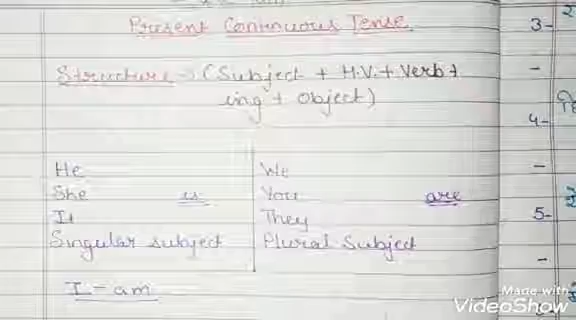 Present Continuous Tense
Structure → (Subject + H.V. + Verb +
ing + object)
He
She is
It
Singular subject
We
You are
They
Plural Subject
I - am
3-
4-
5-
Made with
VideoShow